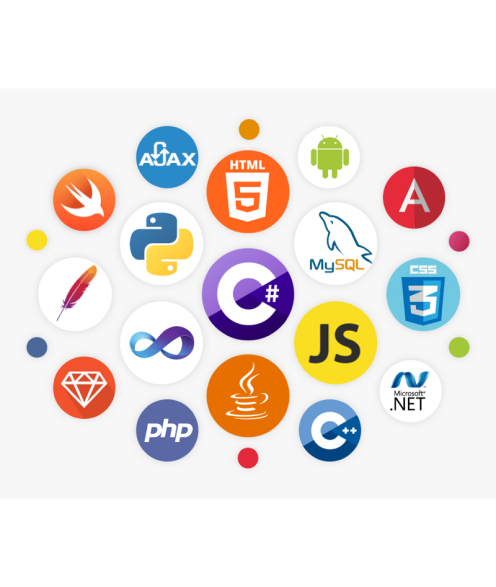 AJAX
HTML
5
A
MySQL
C#
CSS
3
JS
Microsoft®
.NET
php
C++